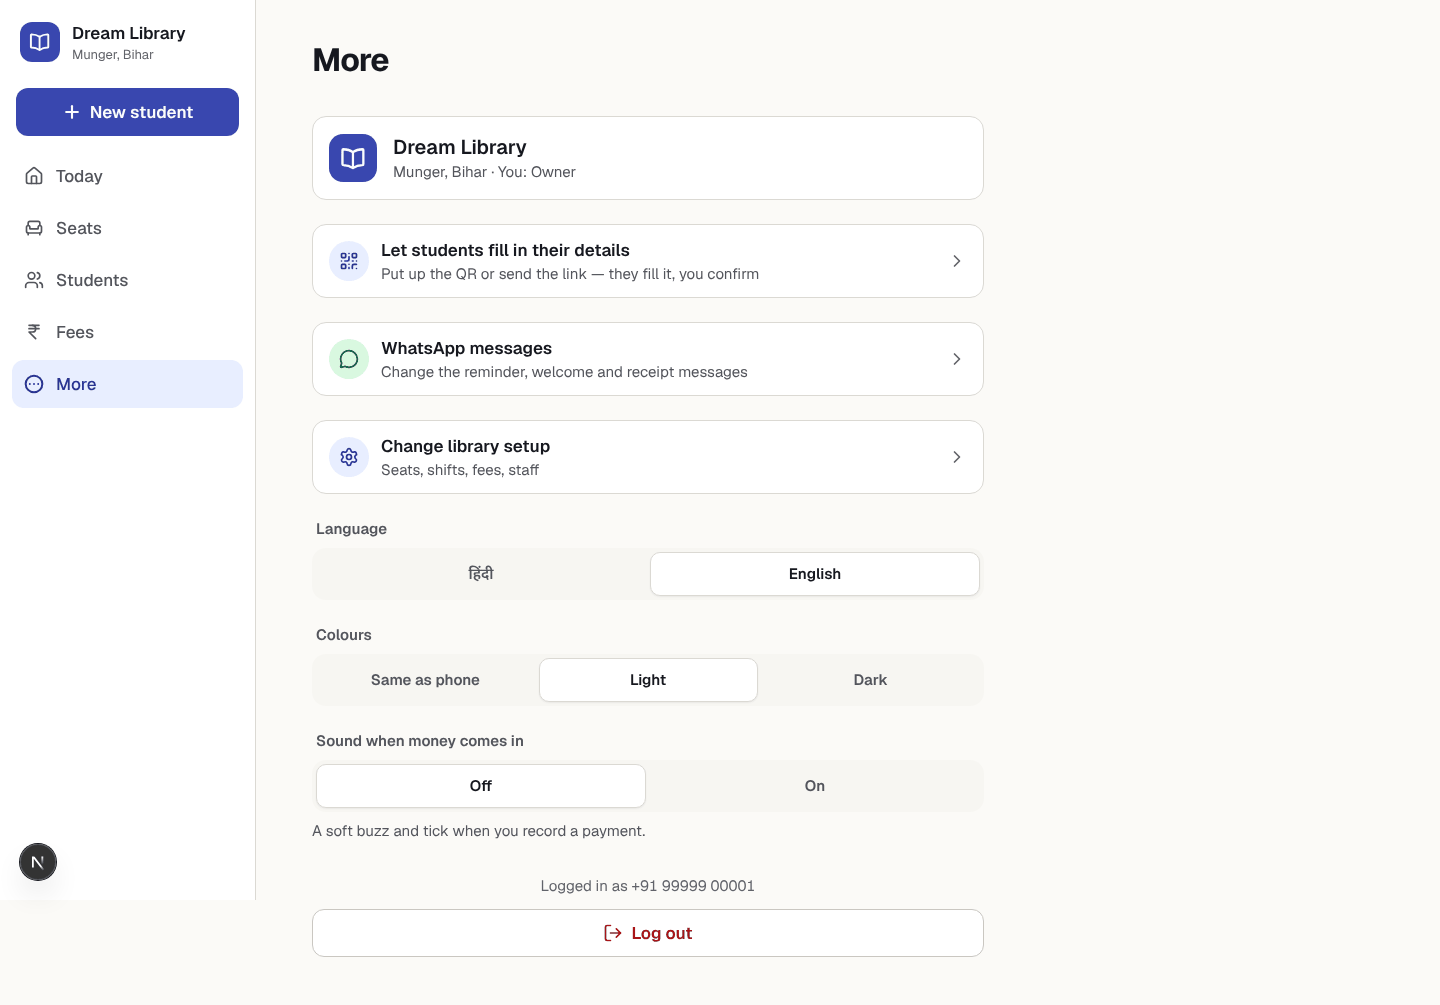 Dream Library
Munger, Bihar
New student
Today
Seats
Students
Fees
More
More
Dream Library
Munger, Bihar · You: Owner
Let students fill in their details
Put up the QR or send the link — they fill it, you confirm
WhatsApp messages
Change the reminder, welcome and receipt messages
Change library setup
Seats, shifts, fees, staff
Language
हिंदी English
Colours
Same as phone Light Dark
Sound when money comes in
Off On
A soft buzz and tick when you record a payment.
Logged in as +91 99999 00001
Log out